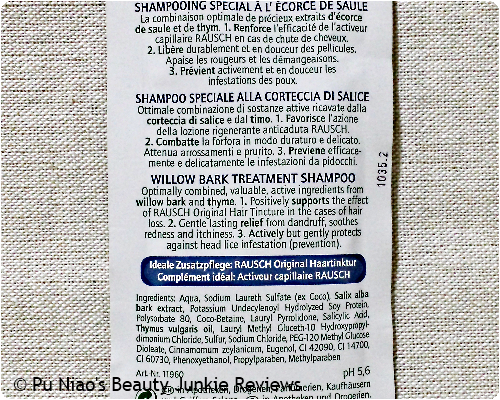 SHAMPOOING SPÉCIAL À L' ÉCORCE DE SAULE
La combinaison optimale de précieux extraits d'écorce
de saule et de thym. 1. Renforce l'efficacité de l'activeur
capillaire RAUSCH en cas de chute de cheveux.
2. Libère durablement et en douceur des pellicules.
Apaise les rougeurs et les démangeaisons.
3. Prévient activement et en douceur les
infestations des poux.
SHAMPOO SPECIALE ALLA CORTECCIA DI SALICE
Ottimale combinazione di sostanze attive ricavate dalla
corteccia di salice e dal timo. 1. Favorisce l'azione
della lozione rigenerante anticaduta RAUSCH.
2. Combatte la forfora in modo duraturo e delicato.
Attenua arrossamenti e prurito. 3. Previene efficace-
mente e delicatamente le infestazioni da pidocchi.
1035.2
WILLOW BARK TREATMENT SHAMPOO
Optimally combined, valuable, active ingredients from
willow bark and thyme. 1. Positively supports the effect
of RAUSCH Original Hair Tincture in the cases of hair
loss. 2. Gentle lasting relief from dandruff, soothes
redness and itchiness. 3. Actively but gently protects
against head lice infestation (prevention).
Ideale Zusatzpflege: RAUSCH Original Haartinktur
Complément idéal: Activeur capillaire RAUSCH
Ingredients: Aqua, Sodium Laureth Sulfate (ex Coco), Salix alba
bark extract, Potassium Undecylenoyl Hydrolyzed Soy Protein,
Polysorbate 80, Coco-Betaine, Lauryl Pyrrolidone, Salicylic Acid,
Thymus vulgaris oil, Lauryl Methyl Gluceth-10 Hydroxypropyl-
dimonium Chloride, Sulfur, Sodium Chloride, PEG-120 Methyl Glucose
Dioleate, Cinnamomum zeylanicum, Eugenol, CI 42090, CI 14700,
CI 60730, Phenoxyethanol, Propylparaben, Methylparaben
Art-Nr. 11960 pH 5,6
in Apotheken, Drogerien, Parfümerien, Kaufhäusern
© Pu Niao's Beauty Junkie Reviews